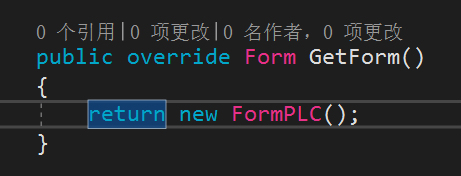 0 个引用|0 项更改|0 名作者，0 项更改
public override Form GetForm()
{
return new FormPLC();
}